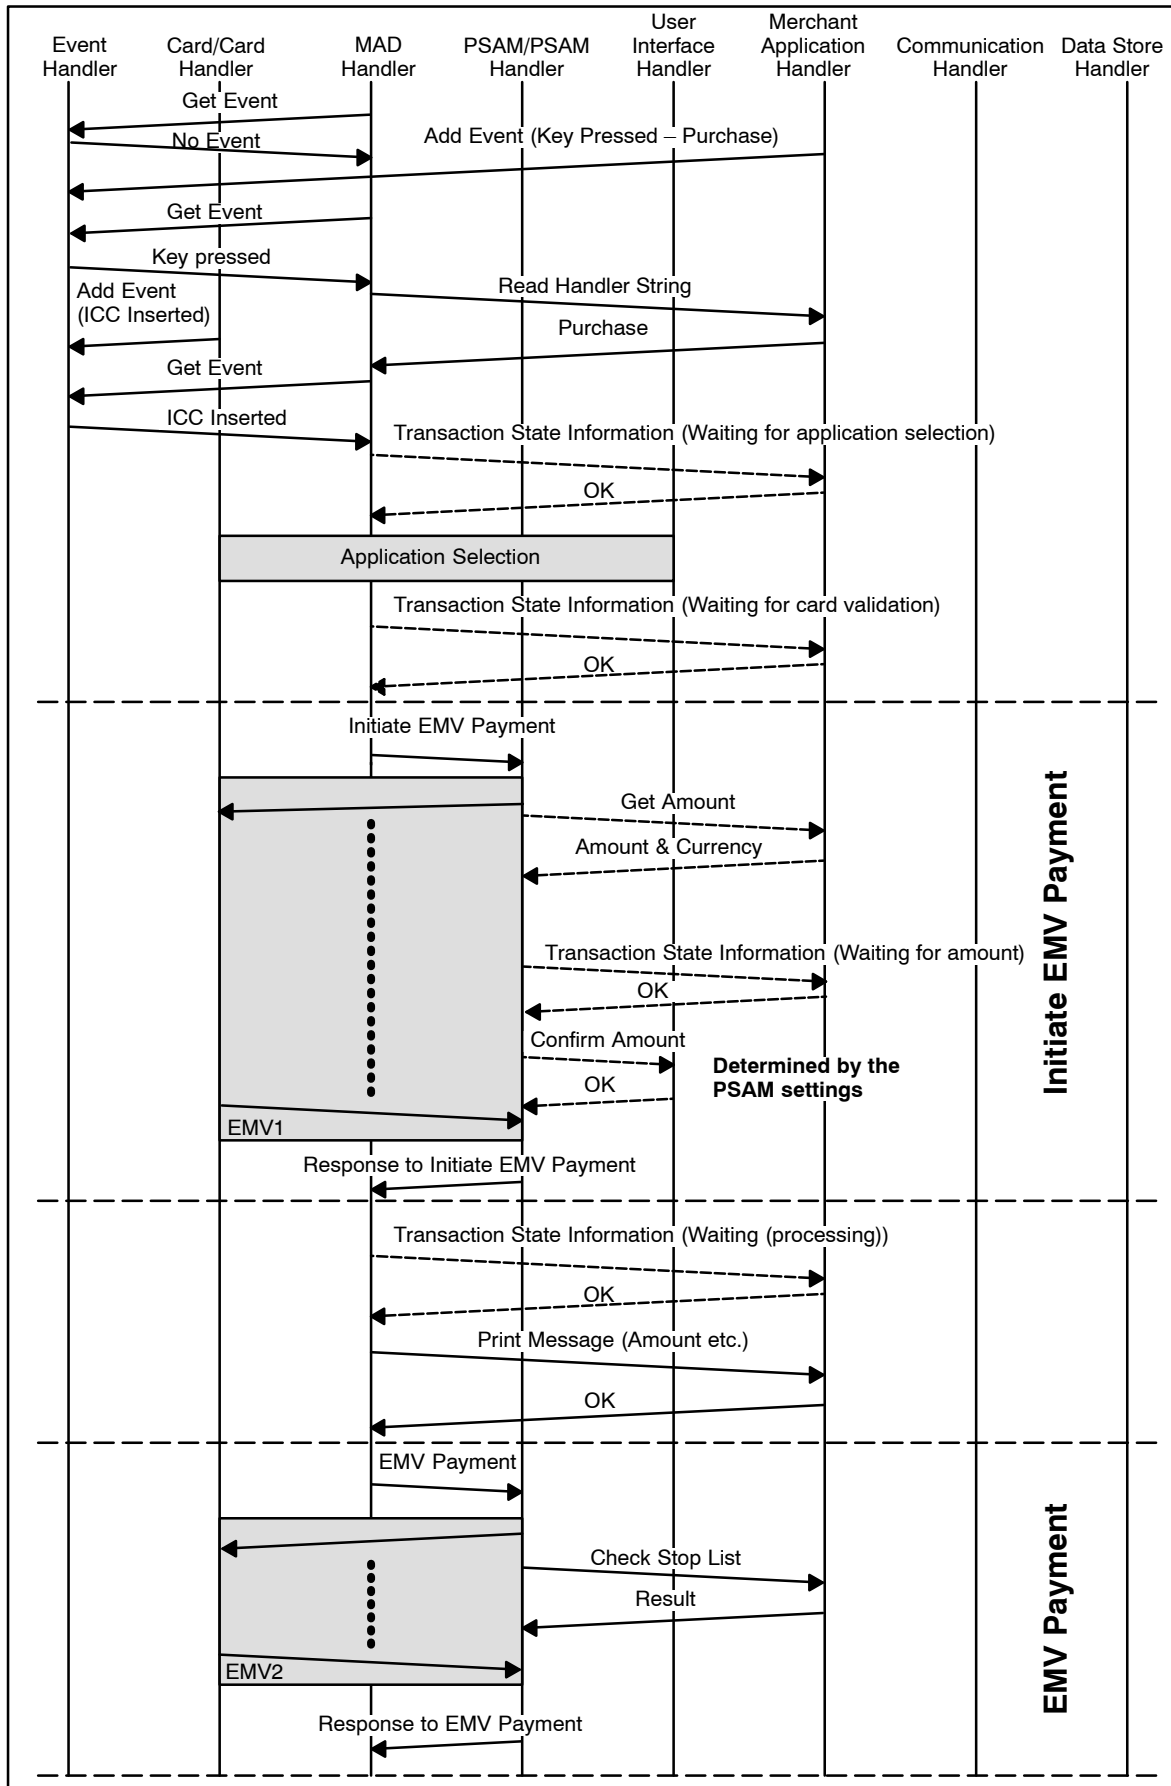 User
Merchant
Event
Card/Card
MAD
PSAM/PSAM
Interface
Application
Communication
Data Store
Handler
Handler
Handler
Handler
Handler
Handler
Handler
Handler
Get Event
No Event
Add Event (Key Pressed – Purchase)
Get Event
Key pressed
Add Event
(ICC Inserted)
Read Handler String
Purchase
Get Event
ICC Inserted
Transaction State Information (Waiting for application selection)
OK
Application Selection
Transaction State Information (Waiting for card validation)
OK
Initiate EMV Payment
Get Amount
Amount & Currency
Transaction State Information (Waiting for amount)
OK
Confirm Amount
Determined by the
PSAM settings
OK
EMV1
Initiate EMV Payment
Response to Initiate EMV Payment
Transaction State Information (Waiting (processing))
OK
Print Message (Amount etc.)
OK
EMV Payment
Check Stop List
Result
EMV2
EMV Payment
Response to EMV Payment